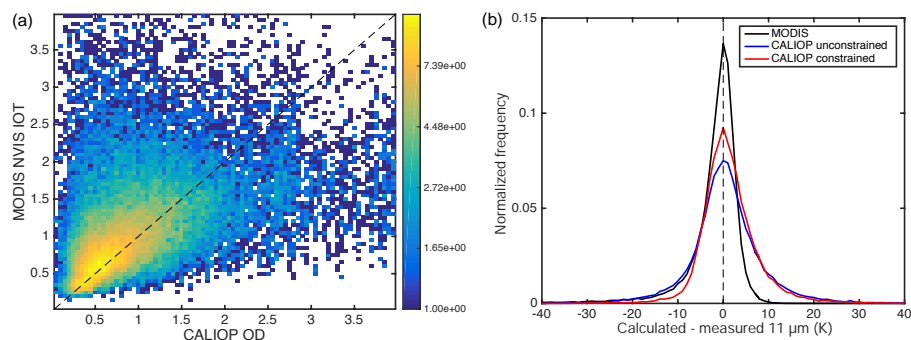 (a)
MODIS NVIS IOT
3.5
3
2.5
2
1.5
1
0.5
0.5 1 1.5 2 2.5 3 3.5
CALIOP OD
7.39e+00
4.48e+00
2.72e+00
1.65e+00
1.00e+00
(b)
Normalized frequency
0.15
0.1
0.05
0
-40 -30 -20 -10 0 10 20 30 40
Calculated - measured 11 µm (K)
MODIS
CALIOP unconstrained
CALIOP constrained